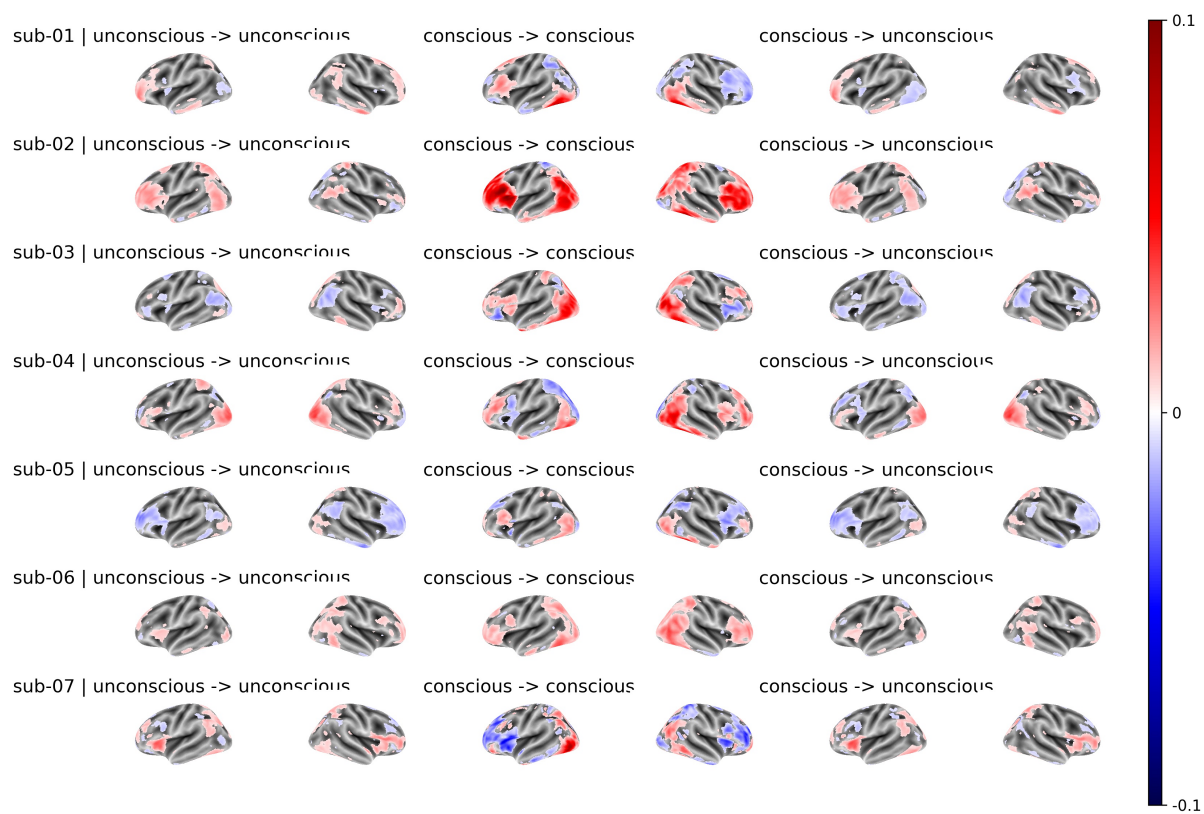 0.1
sub-01 | unconscious -> unconscious conscious -> conscious conscious -> unconscious
sub-02 | unconscious -> unconscious conscious -> conscious conscious -> unconscious
sub-03 | unconscious -> unconscious conscious -> conscious conscious -> unconscious
sub-04 | unconscious -> unconscious conscious -> conscious conscious -> unconscious
0
sub-05 | unconscious -> unconscious conscious -> conscious conscious -> unconscious
sub-06 | unconscious -> unconscious conscious -> conscious conscious -> unconscious
sub-07 | unconscious -> unconscious conscious -> conscious conscious -> unconscious
-0.1